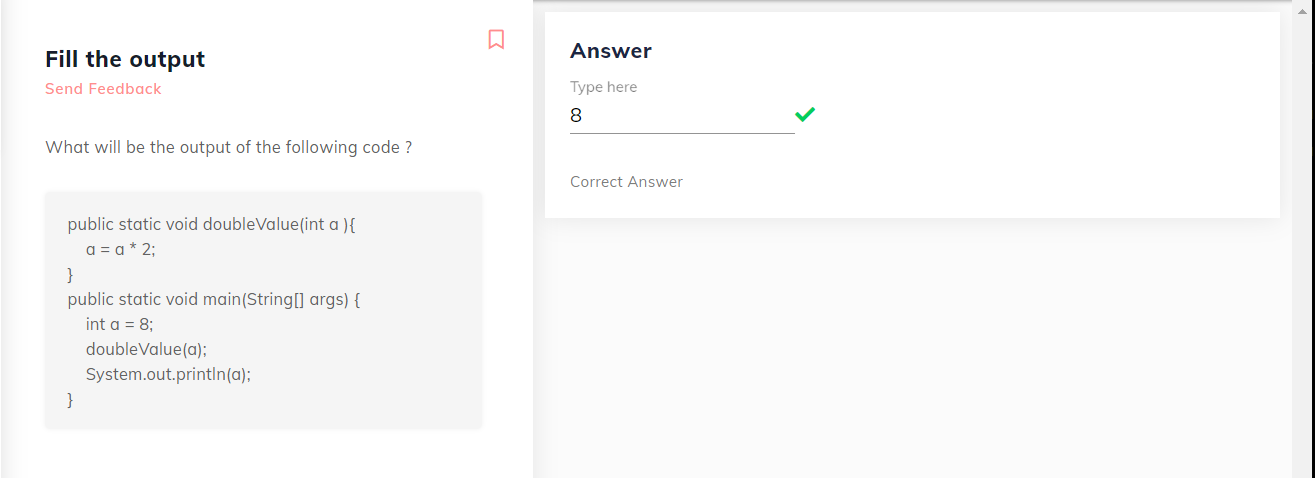 Fill the output
Send Feedback
What will be the output of the following code ?
public static void doubleValue(int a ){
a = a * 2;
}
public static void main(String[] args) {
int a = 8;
doubleValue(a);
System.out.println(a);
}
Answer
Type here
8
Correct Answer